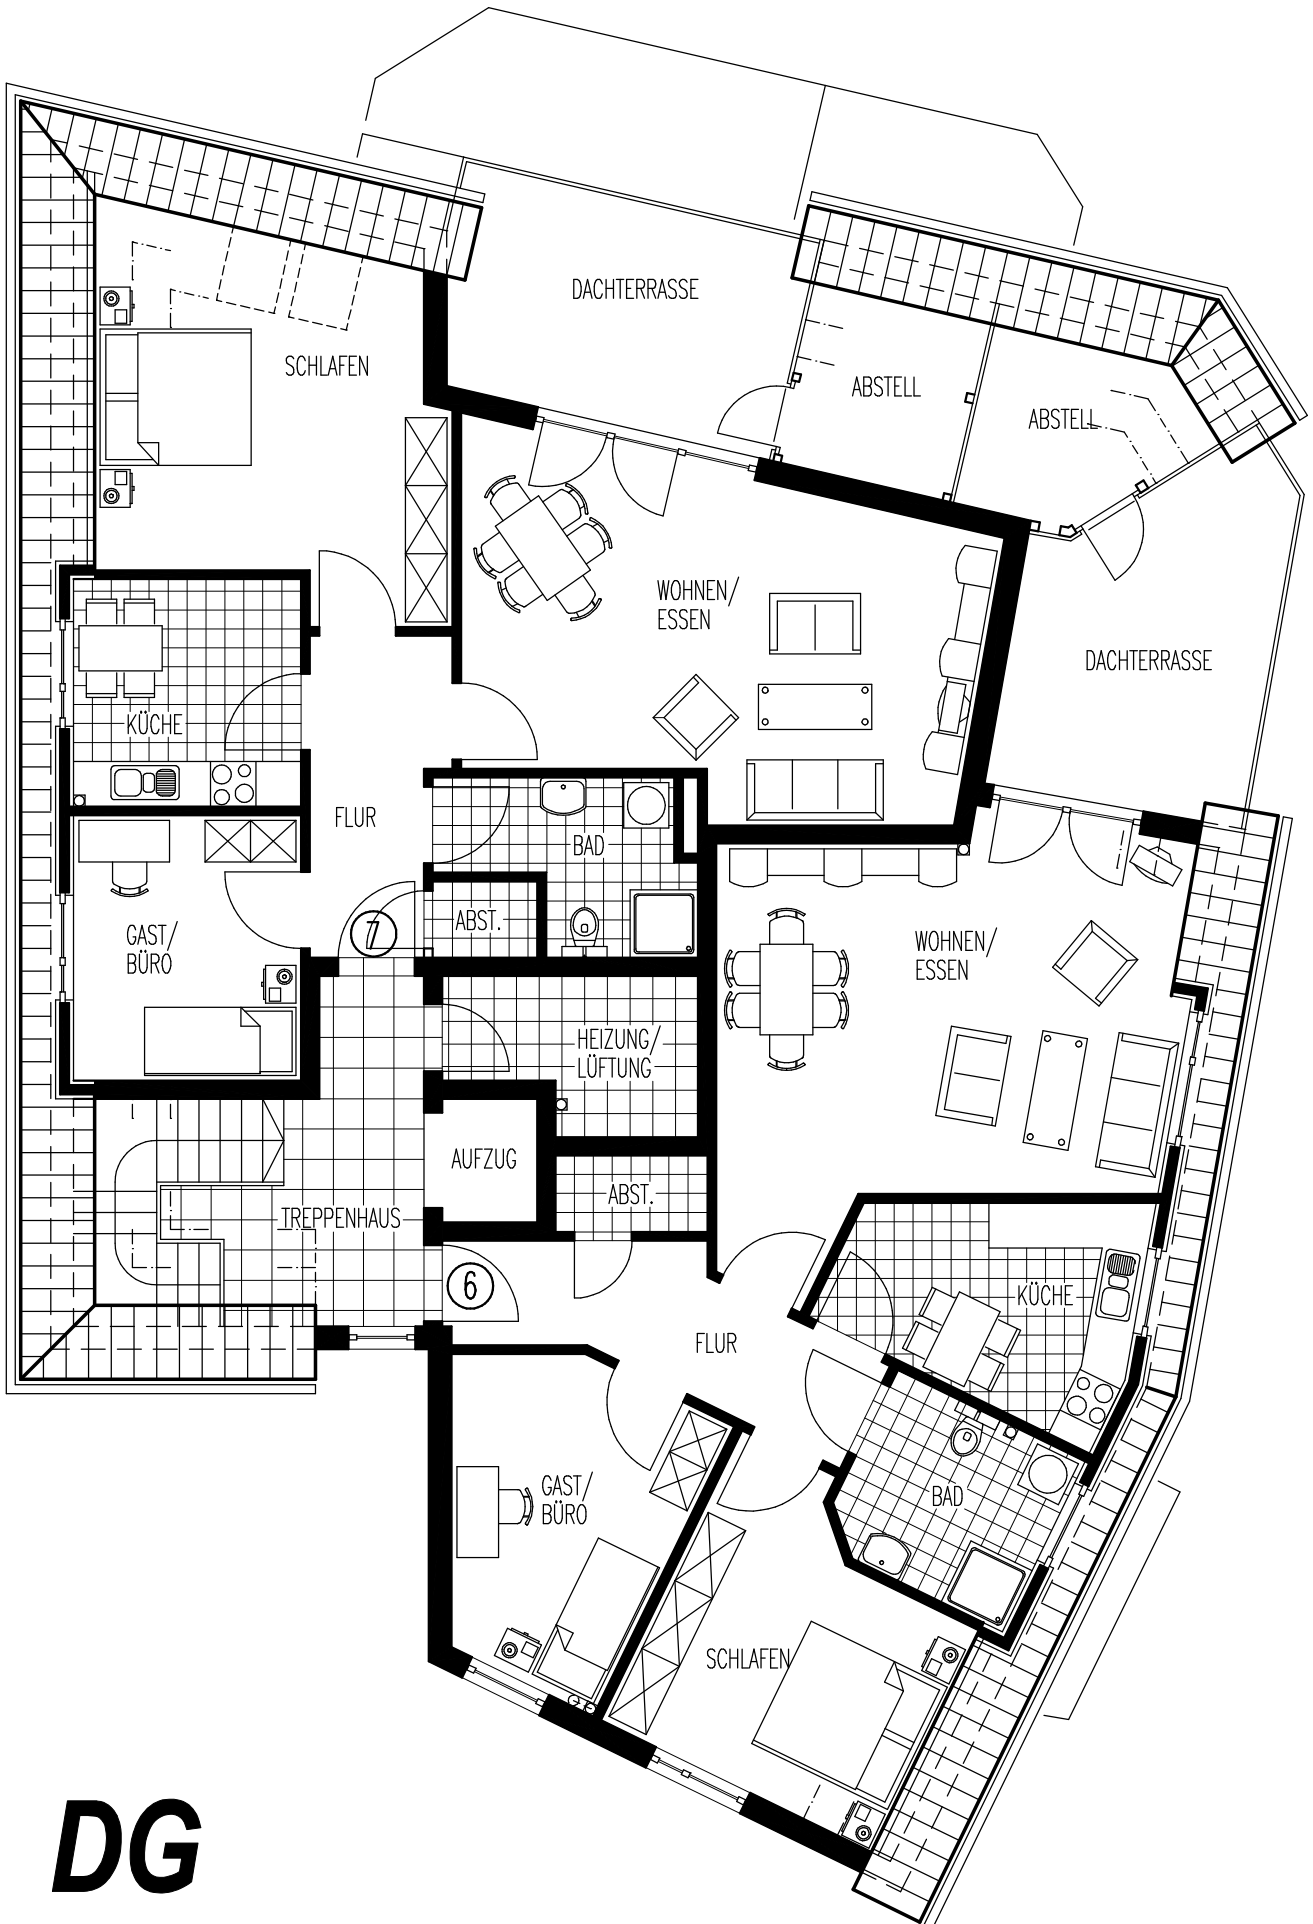 DACHTERRASSE
SCHLAFEN
ABSTELL
ABSTELL
WOHNEN/
ESSEN
DACHTERRASSE
KÜCHE
FLUR
BAD
ABST.
7
GAST/
BÜRO
WOHNEN/
ESSEN
HEIZUNG/
LÜFTUNG
AUFZUG
ABST.
TREPPENHAUS
6
KÜCHE
FLUR
GAST/
BÜRO
BAD
SCHLAFEN
DG